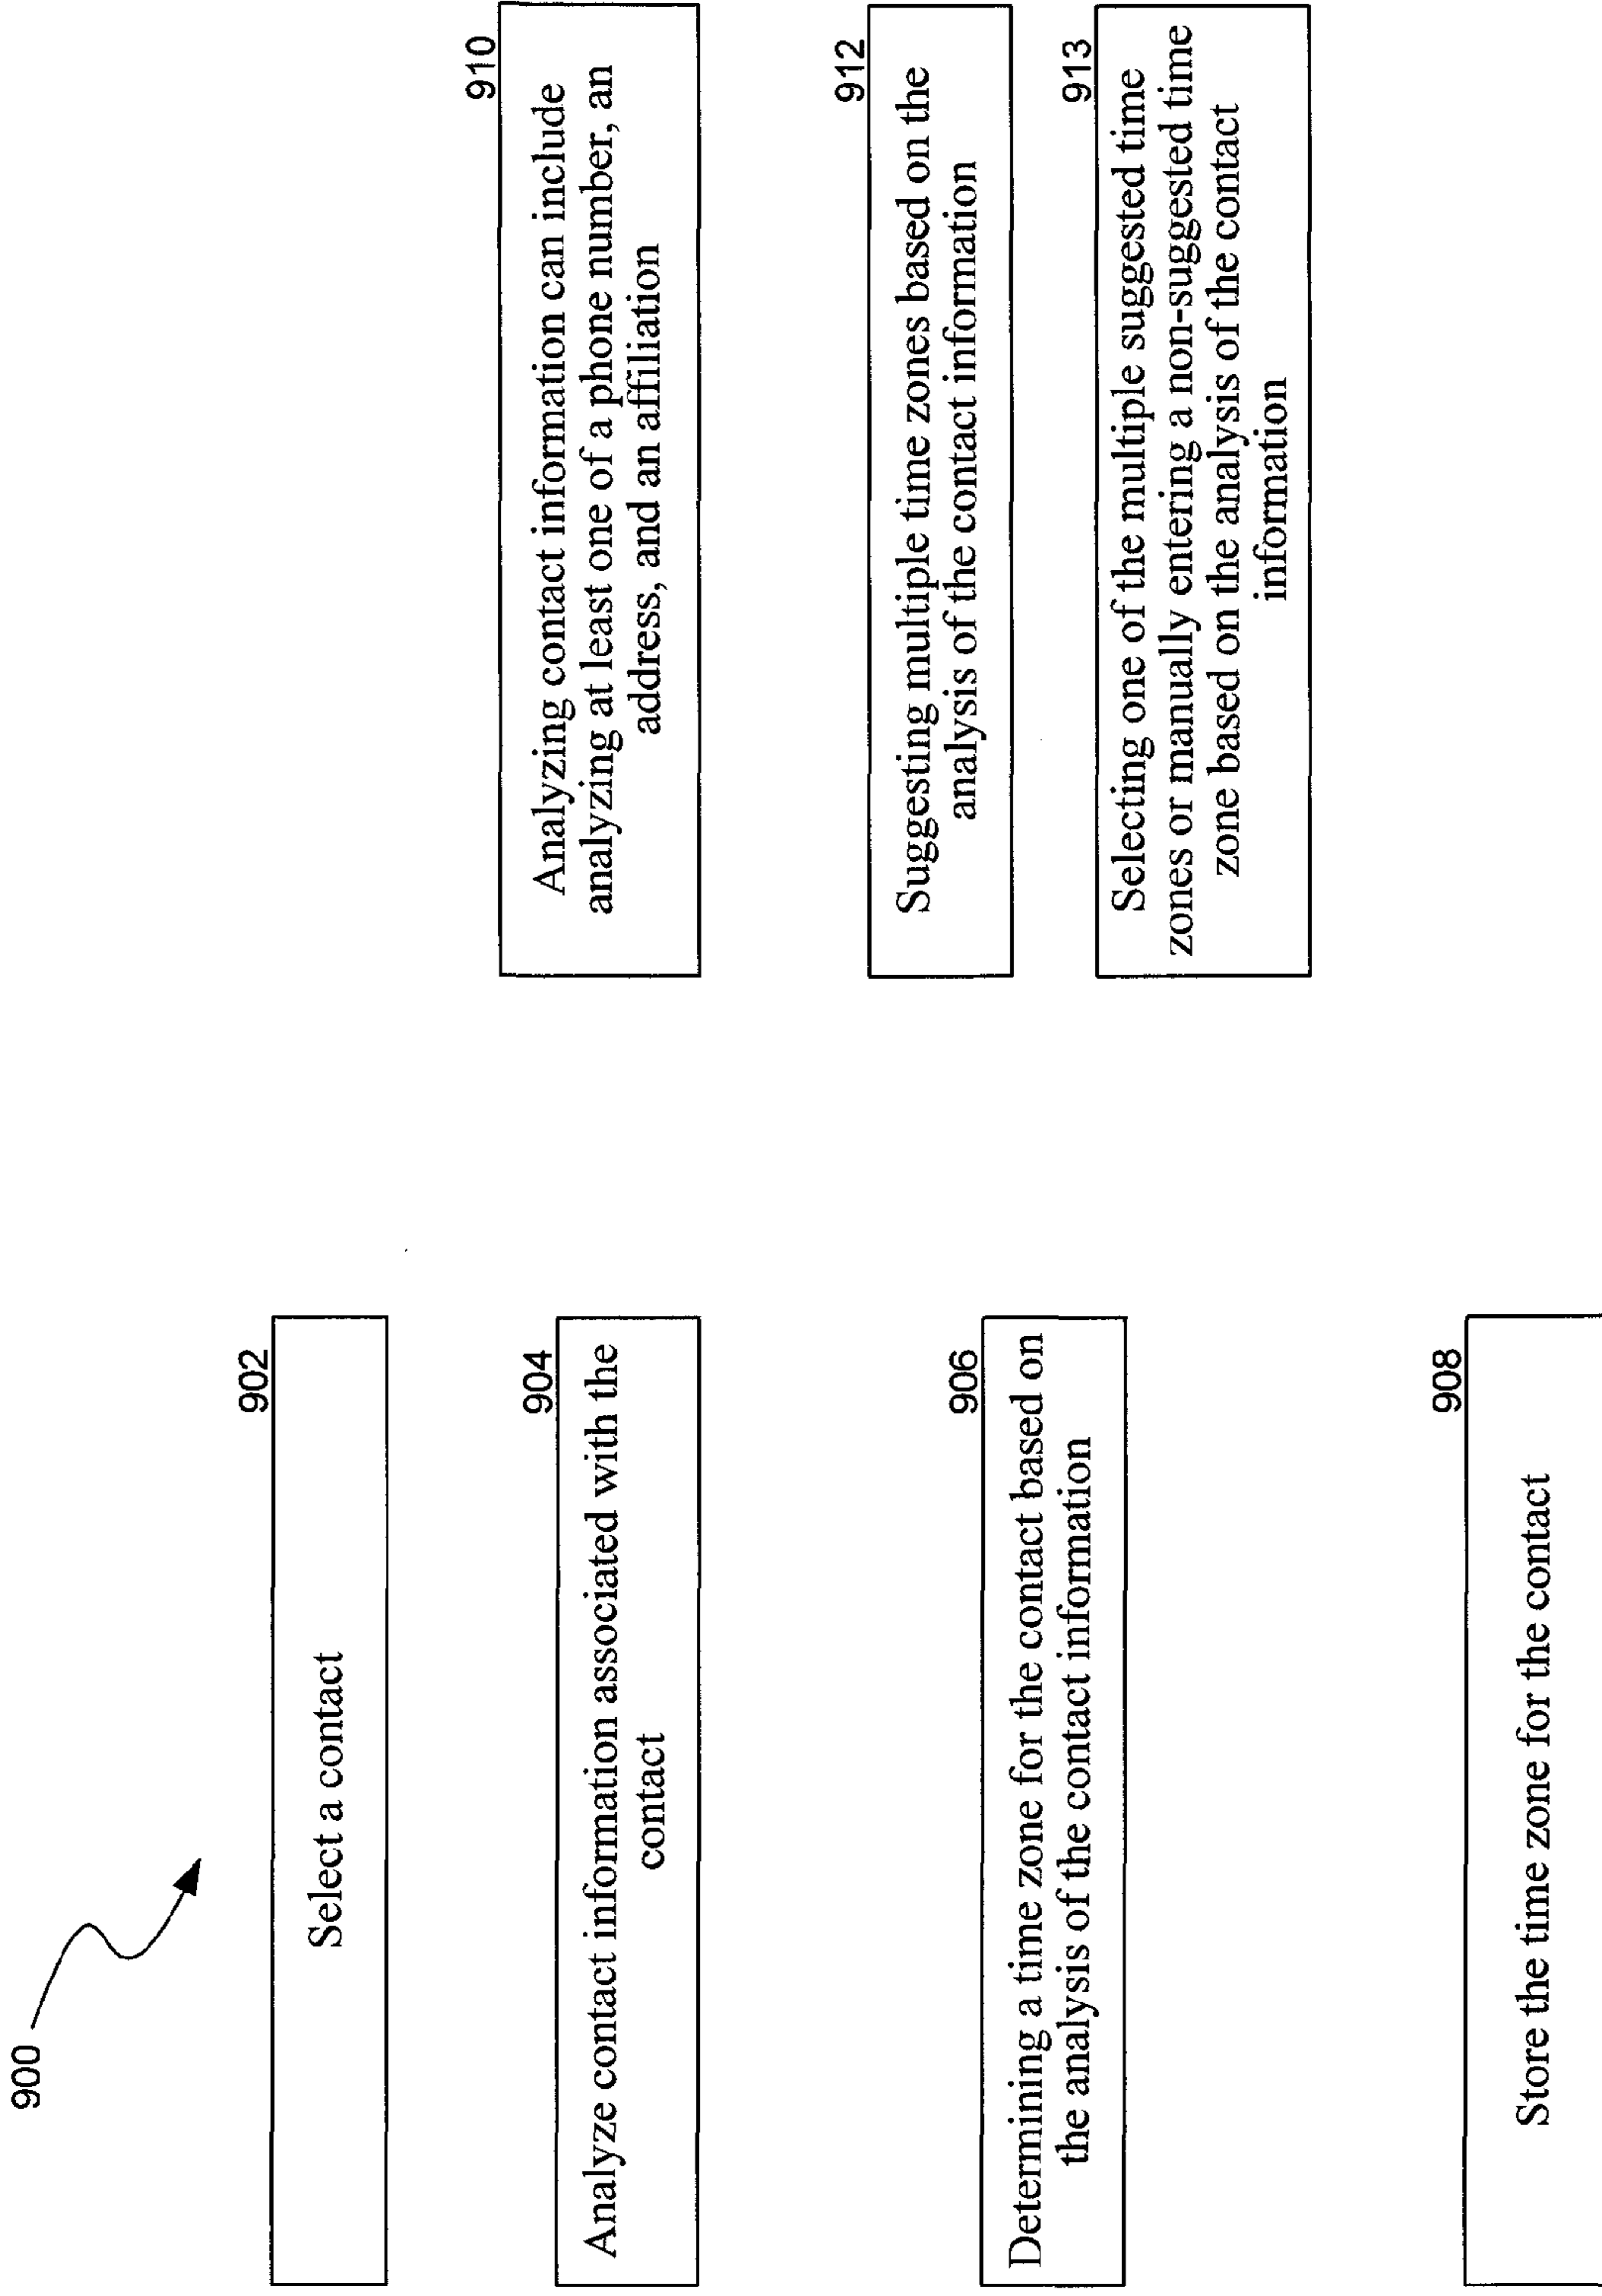 900
902
Select a contact
904
Analyze contact information associated with the
contact
906
Determining a time zone for the contact based on
the analysis of the contact information
908
Store the time zone for the contact
910
Analyzing contact information can include
analyzing at least one of a phone number, an
address, and an affiliation
912
Suggesting multiple time zones based on the
analysis of the contact information
913
Selecting one of the multiple suggested time
zones or manually entering a non-suggested time
zone based on the analysis of the contact
information